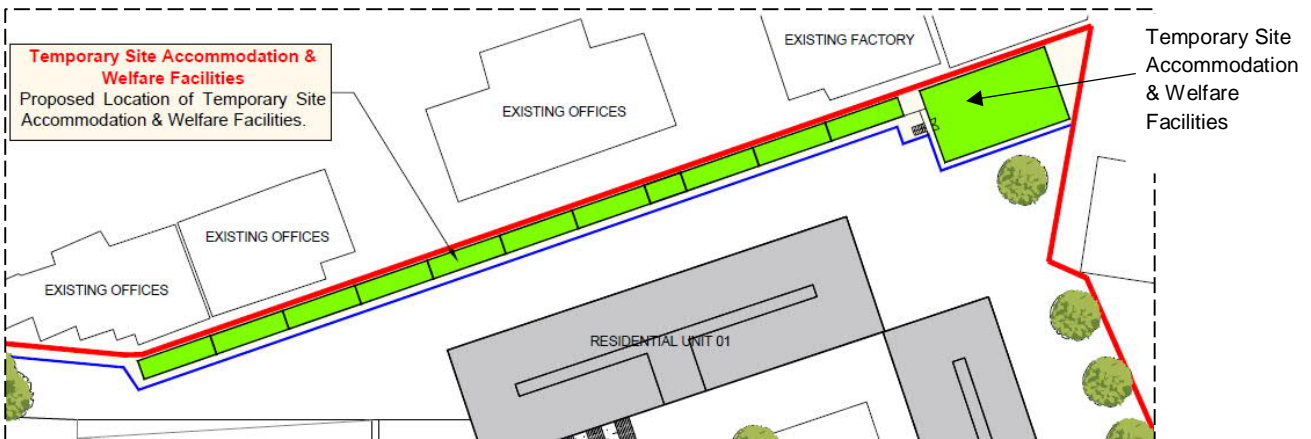 Temporary Site Accommodation &
Welfare Facilities
Proposed Location of Temporary Site
Accommodation & Welfare Facilities.
EXISTING OFFICES
EXISTING FACTORY
Temporary Site
Accommodation
& Welfare
Facilities
EXISTING OFFICES
EXISTING OFFICES
RESIDENTIAL UNIT 01